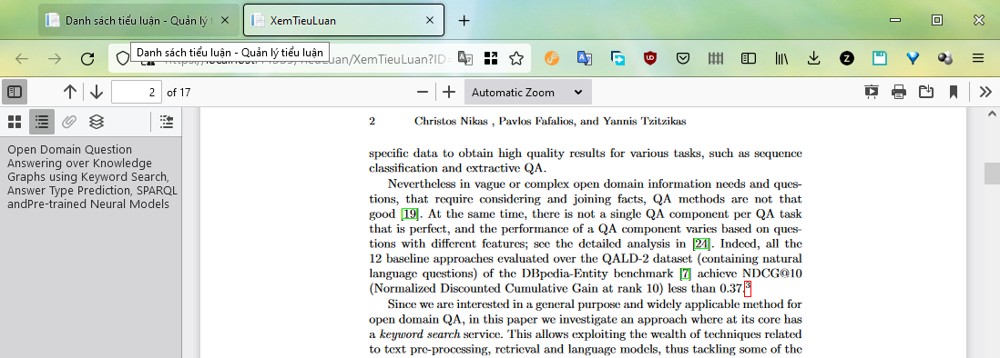 Danh sách tiểu luận - Quản lý t
XemTieuLuan
Danh sách tiểu luận - Quản lý tiểu luận
TieuLuan/XemTieuLuan?ID=
2 of 17
Automatic Zoom
Open Domain Question
Answering over Knowledge
Graphs using Keyword Search,
Answer Type Prediction, SPARQL
andPre-trained Neural Models
2 Christos Nikas , Pavlos Fafalios, and Yannis Tzitzikas
specific data to obtain high quality results for various tasks, such as sequence
classification and extractive QA.
Nevertheless in vague or complex open domain information needs and ques-
tions, that require considering and joining facts, QA methods are not that
good [19]. At the same time, there is not a single QA component per QA task
that is perfect, and the performance of a QA component varies based on ques-
tions with different features; see the detailed analysis in [24]. Indeed, all the
12 baseline approaches evaluated over the QALD-2 dataset (containing natural
language questions) of the DBpedia-Entity benchmark [7] achieve NDCG@10
(Normalized Discounted Cumulative Gain at rank 10) less than 0.37.3
Since we are interested in a general purpose and widely applicable method for
open domain QA, in this paper we investigate an approach where at its core has
a keyword search service. This allows exploiting the wealth of techniques related
to text pre-processing, retrieval and language models, thus tackling some of the